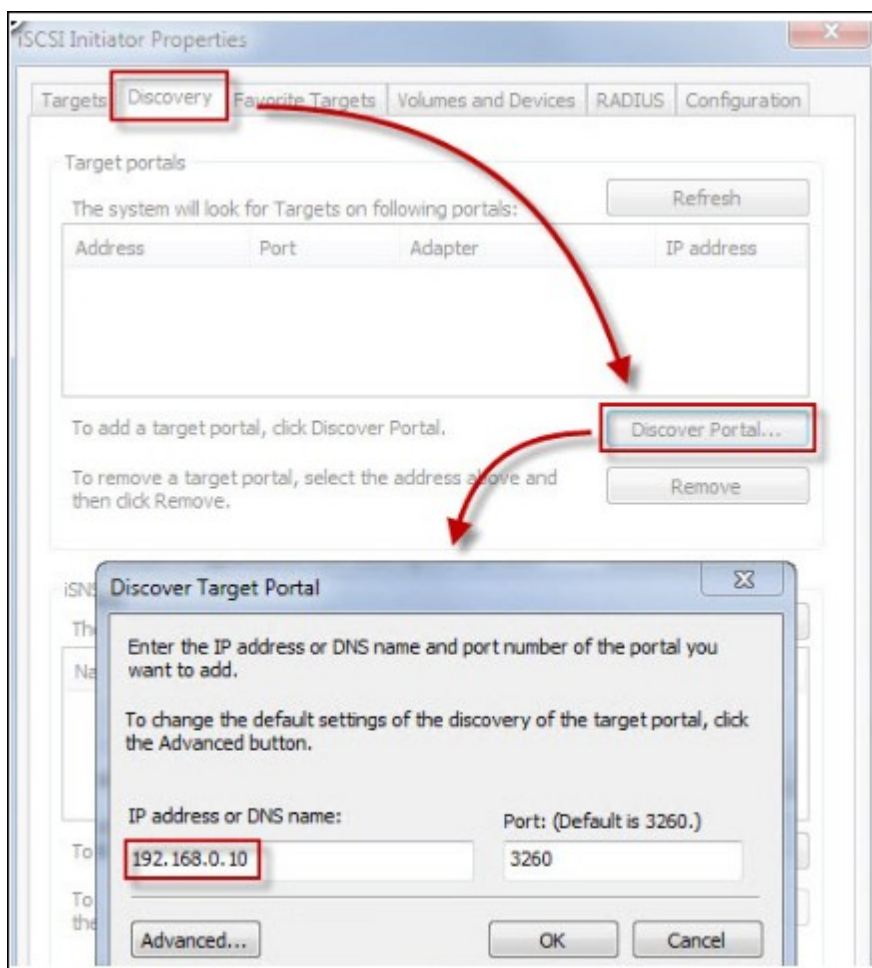 iSCSI Initiator Properties
Targets Discovery Favorite Targets Volumes and Devices RADIUS Configuration
Target portals
The system will look for Targets on following portals:
Refresh
Address Port Adapter IP address
To add a target portal, click Discover Portal.
Discover Portal...
To remove a target portal, select the address above and
then click Remove.
Remove
Discover Target Portal
Enter the IP address or DNS name and port number of the portal you
want to add.
To change the default settings of the discovery of the target portal, click
the Advanced button.
IP address or DNS name:
Port: (Default is 3260.)
192.168.0.10
3260
To
To
the
Advanced...
OK
Cancel